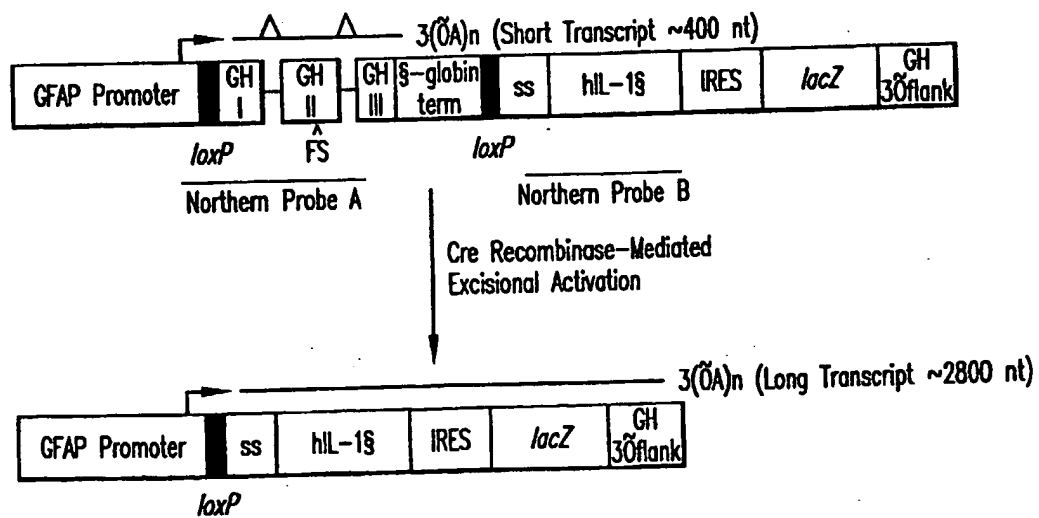 3(ÕA)n (Short Transcript ~400 nt)
GFAP Promoter GH I GH II GH III §-globin term ss hIL-1§ IRES lacZ GH 3Õflank
loxP ^FS loxP
Northern Probe A Northern Probe B
Cre Recombinase-Mediated
Excisional Activation
3(ÕA)n (Long Transcript ~2800 nt)
GFAP Promoter ss hIL-1§ IRES lacZ GH 3Õflank
loxP